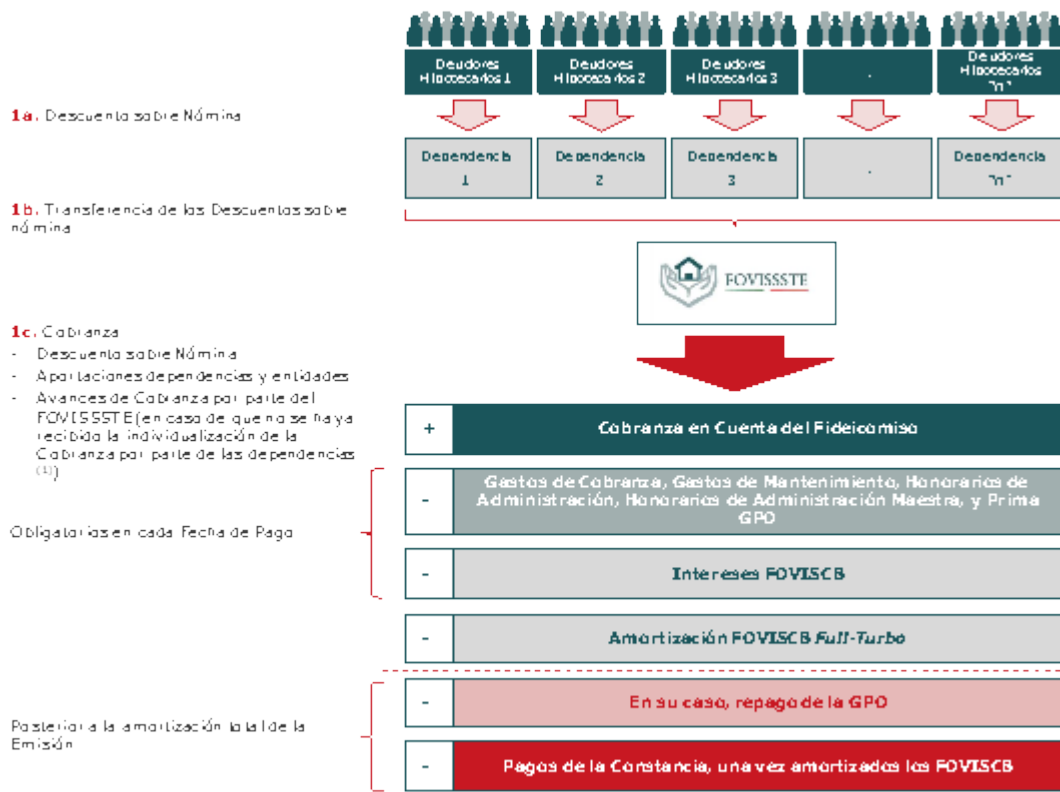 Deudores
Hipotecarios 1
Deudores
Hipotecarios 2
Deudores
Hipotecarios 3
.
Deudores
Hipotecarios
"n"
1a. Descuento sobre Nómina
Dependencia
1
Dependencia
2
Dependencia
3
.
Dependencia
"n"
1b. Transferencia de los Descuentos sobre
nómina
FOVISSSTE
1c. Cobranza
- Descuento sobre Nómina
- Aportaciones dependencias y entidades
- Avances de Cobranza por parte del
FOVISSSTE (en caso de que no se haya
recibido la individualización de la
Cobranza por parte de las dependencias
(1))
+ Cobranza en Cuenta del Fideicomiso
- Gastos de Cobranza, Gastos de Mantenimiento, Honorarios de
Administración, Honorarios de Administración Maestra, y Prima
GPO
Obligatorios en cada Fecha de Pago
- Intereses FOVISCB
- Amortización FOVISCB Full-Turbo
- En su caso, repago de la GPO
Posterior a la amortización total de la
Emisión
- Pagos de la Constancia, una vez amortizados los FOVISCB